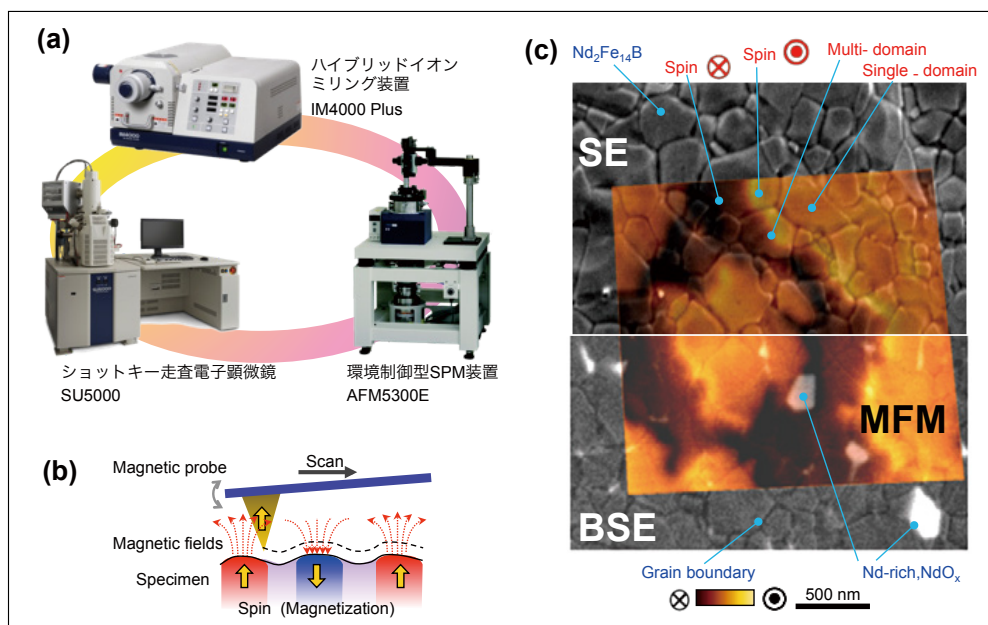 (a)
ハイブリッドイオン
ミリング装置
IM4000 Plus
ショットキー走査電子顕微鏡
SU5000
環境制御型SPM装置
AFM5300E
(b)
Magnetic probe
Scan
Magnetic fields
Specimen
Spin (Magnetization)
(c)
Nd₂Fe₁₄B
Spin
Spin
Multi- domain
Single - domain
SE
MFM
BSE
Grain boundary
Nd-rich,NdOₓ
500 nm